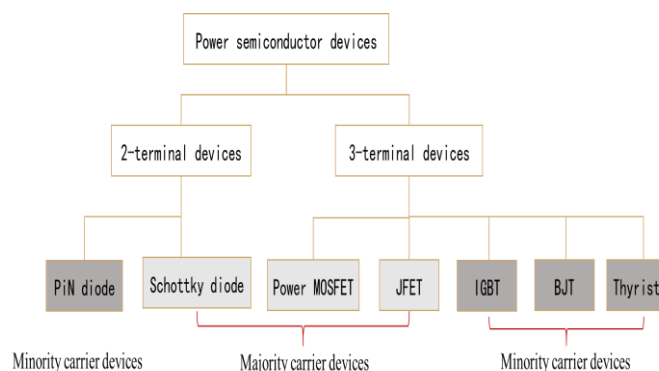 Power semiconductor devices
2-terminal devices
3-terminal devices
PiN diode
Schottky diode
Power MOSFET
JFET
IGBT
BJT
Thyrist
Minority carrier devices
Majority carrier devices
Minority carrier devices